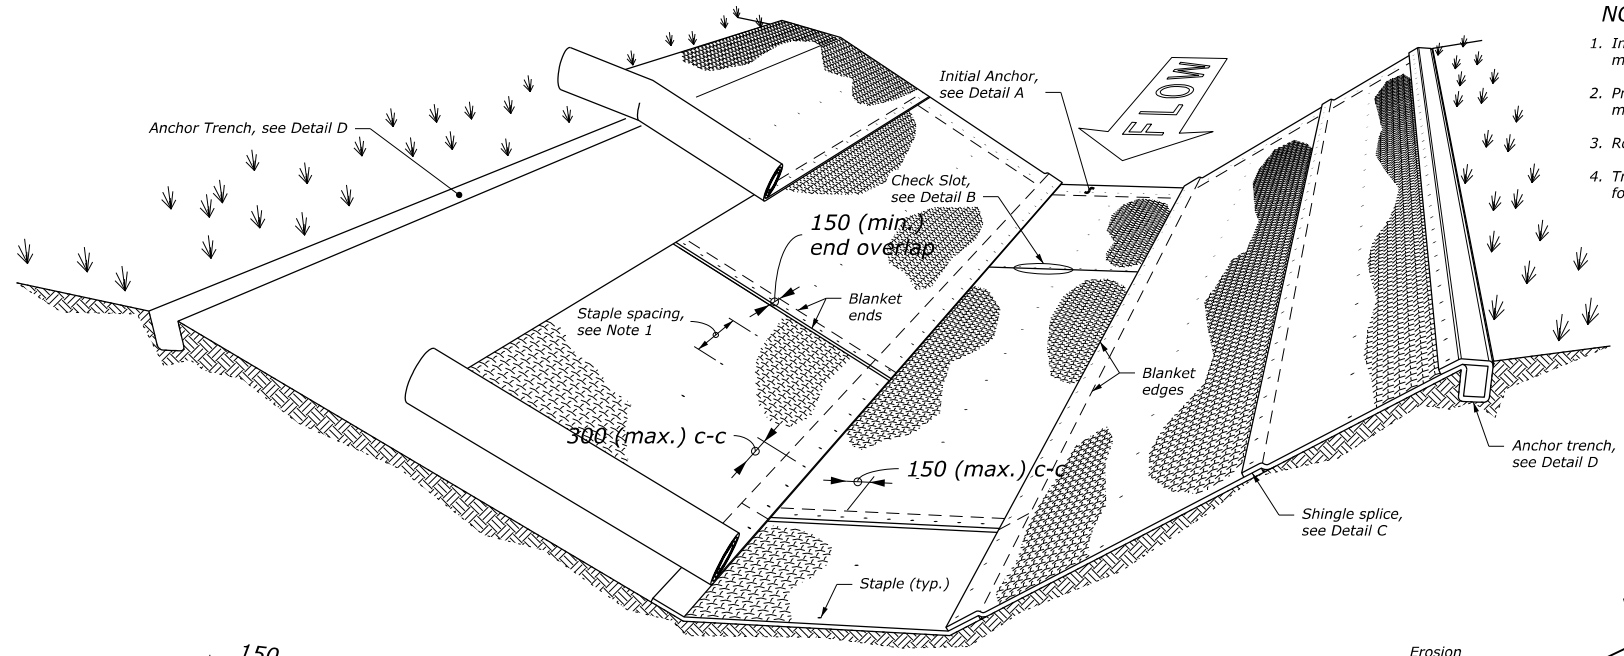 NO
1. In
m
2. Pr
m
3. Ro
4. Tr
fo
FLOW
Initial Anchor,
see Detail A
Anchor Trench, see Detail D
Check Slot,
see Detail B
150 (min.)
end overlap
Blanket
ends
Staple spacing,
see Note 1
Blanket
edges
300 (max.) c-c
150 (max.) c-c
Anchor trench,
see Detail D
Shingle splice,
see Detail C
Staple (typ.)
150
Erosion